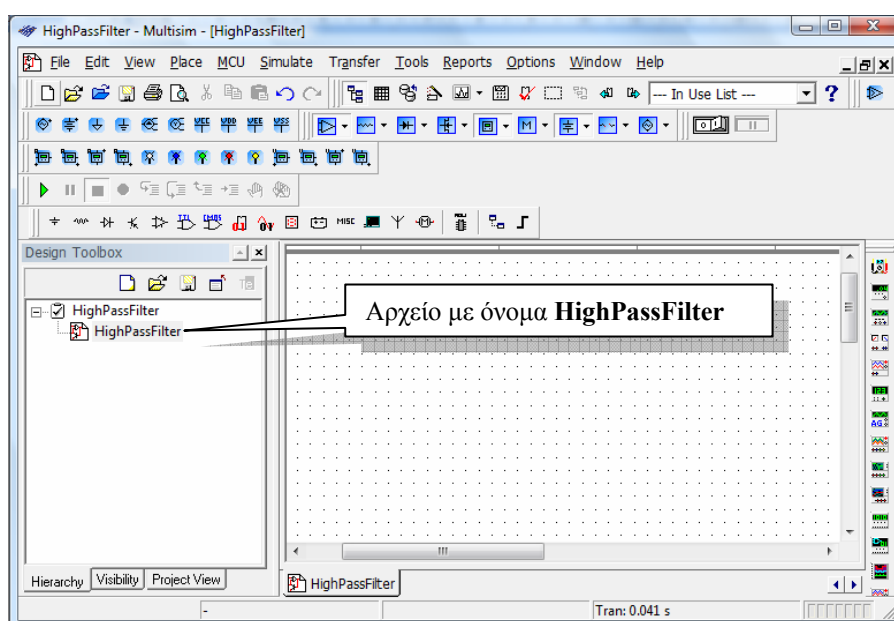 HighPassFilter - Multisim - [HighPassFilter]
File Edit View Place MCU Simulate Transfer Tools Reports Options Window Help
--- In Use List ---
MISC
Design Toolbox
HighPassFilter
HighPassFilter
Αρχείο με όνομα HighPassFilter
Hierarchy Visibility Project View
HighPassFilter
- Tran: 0.041 s